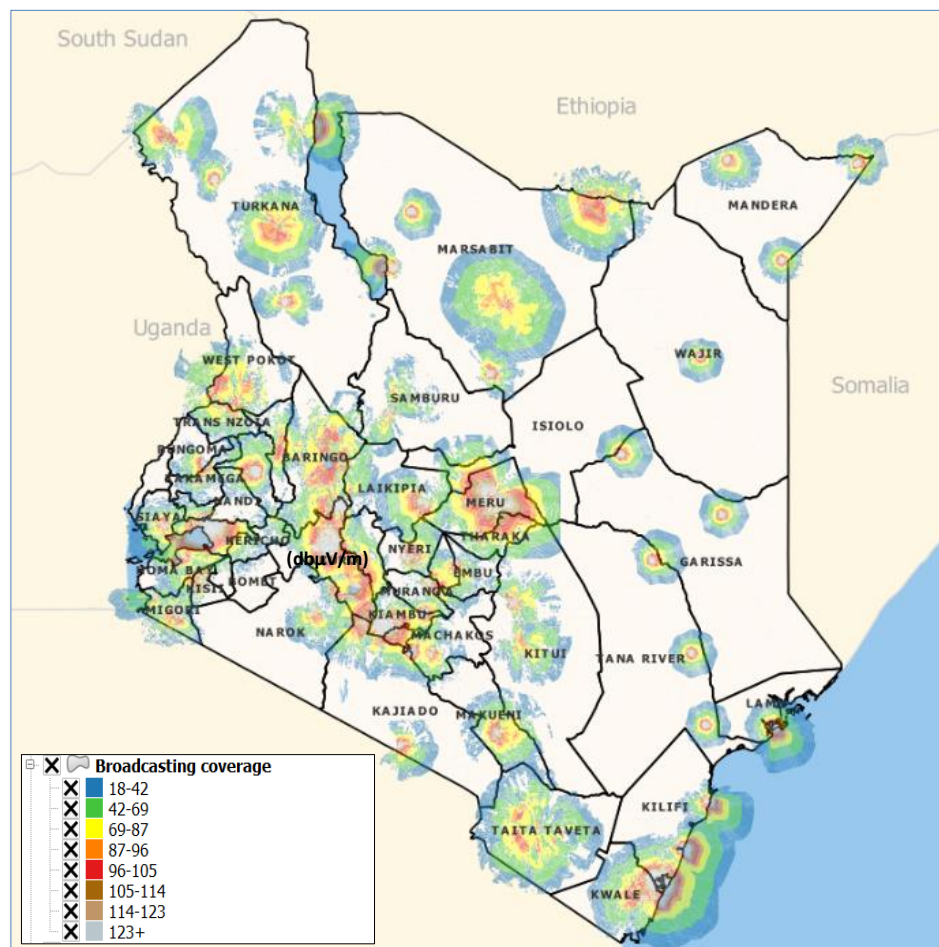 South Sudan
Ethiopia
MANDERA
TURKANA
MARSABIT
Uganda
WAJIR
WEST POKOT
Somalia
SAMBURU
TRANS NZOIA
ISIOLO
BUNGOMA
BARINGO
KAKAMEGA
LAIKIPIA
NANDI
MERU
SIAYA
THARAKA
KERICHO
NYERI
(dbµV/m)
GARISSA
HOMA BAY
EMBU
BOMET
KISII
MURANGA
MIGORI
KIAMBU
NAROK
MACHAKOS
KITUI
TANA RIVER
LAMU
KAJIADO
MAKUENI
Broadcasting coverage
18-42
42-69
69-87
87-96
96-105
105-114
114-123
123+
KILIFI
TAITA TAVETA
KWALE